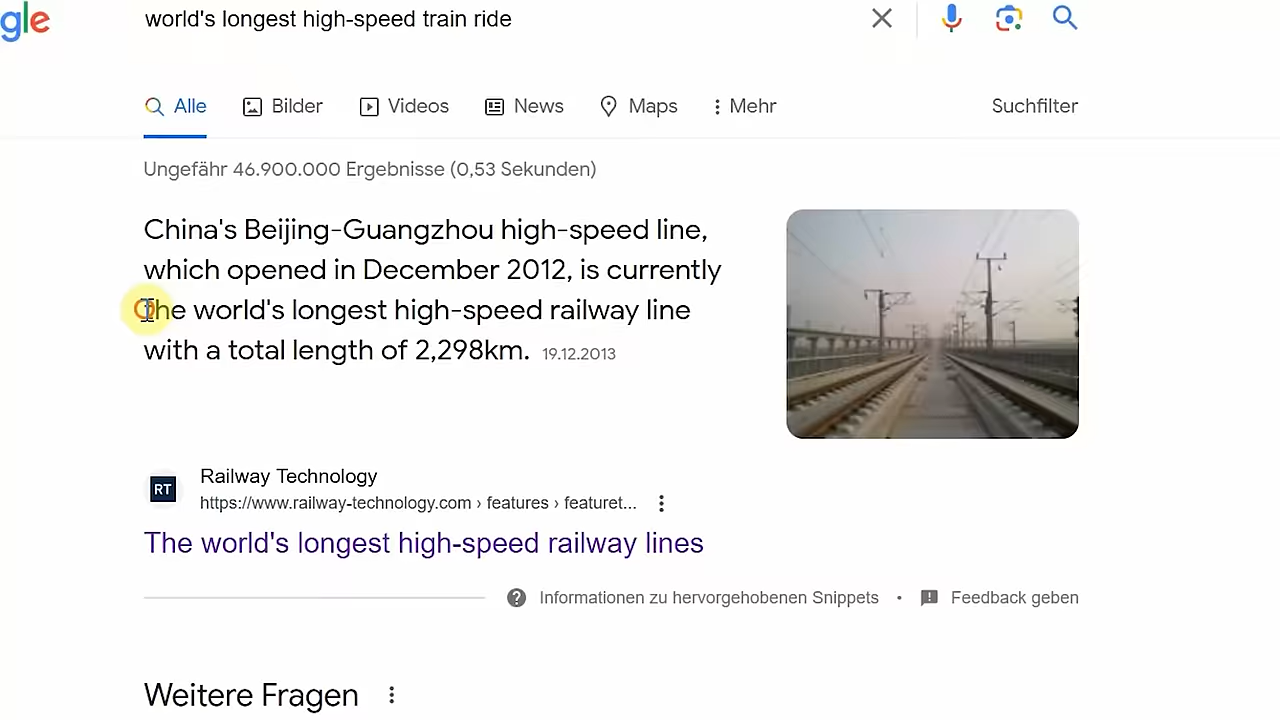 gle
world's longest high-speed train ride
Alle Bilder Videos News Maps Mehr Suchfilter
Ungefähr 46.900.000 Ergebnisse (0,53 Sekunden)
China's Beijing-Guangzhou high-speed line,
which opened in December 2012, is currently
the world's longest high-speed railway line
with a total length of 2,298km. 19.12.2013
RT
Railway Technology
https://www.railway-technology.com › features › featuret...
The world's longest high-speed railway lines
Informationen zu hervorgehobenen Snippets • Feedback geben
Weitere Fragen